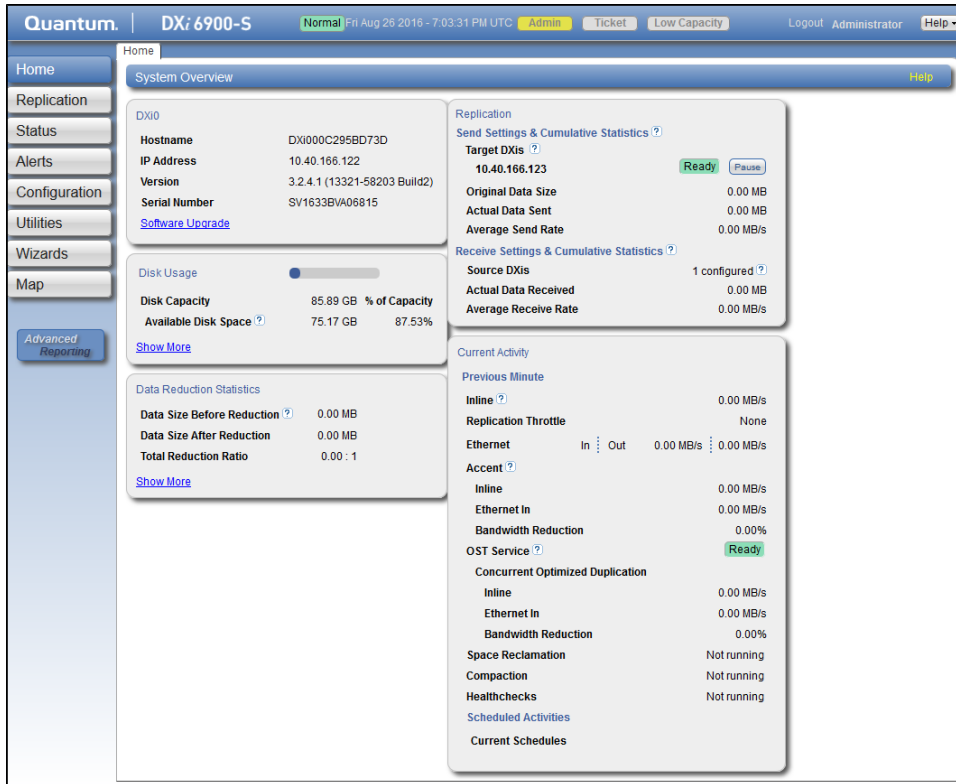 Quantum. DXi 6900-S Normal Fri Aug 26 2016 - 7:03:31 PM UTC Admin Ticket Low Capacity Logout Administrator Help
Home
Home
Replication
Status
Alerts
Configuration
Utilities
Wizards
Map
Advanced
Reporting
System Overview Help
DXi0
Hostname DXi000C295BD73D
IP Address 10.40.166.122
Version 3.2.4.1 (13321-58203 Build2)
Serial Number SV1633BVA06815
Software Upgrade
Disk Usage
Disk Capacity 85.89 GB % of Capacity
Available Disk Space ? 75.17 GB 87.53%
Show More
Data Reduction Statistics
Data Size Before Reduction ? 0.00 MB
Data Size After Reduction 0.00 MB
Total Reduction Ratio 0.00 : 1
Show More
Replication
Send Settings & Cumulative Statistics ?
Target DXis ?
10.40.166.123 Ready Pause
Original Data Size 0.00 MB
Actual Data Sent 0.00 MB
Average Send Rate 0.00 MB/s
Receive Settings & Cumulative Statistics ?
Source DXis 1 configured ?
Actual Data Received 0.00 MB
Average Receive Rate 0.00 MB/s
Current Activity
Previous Minute
Inline ? 0.00 MB/s
Replication Throttle None
Ethernet In Out 0.00 MB/s 0.00 MB/s
Accent ?
Inline 0.00 MB/s
Ethernet In 0.00 MB/s
Bandwidth Reduction 0.00%
OST Service ? Ready
Concurrent Optimized Duplication
Inline 0.00 MB/s
Ethernet In 0.00 MB/s
Bandwidth Reduction 0.00%
Space Reclamation Not running
Compaction Not running
Healthchecks Not running
Scheduled Activities
Current Schedules